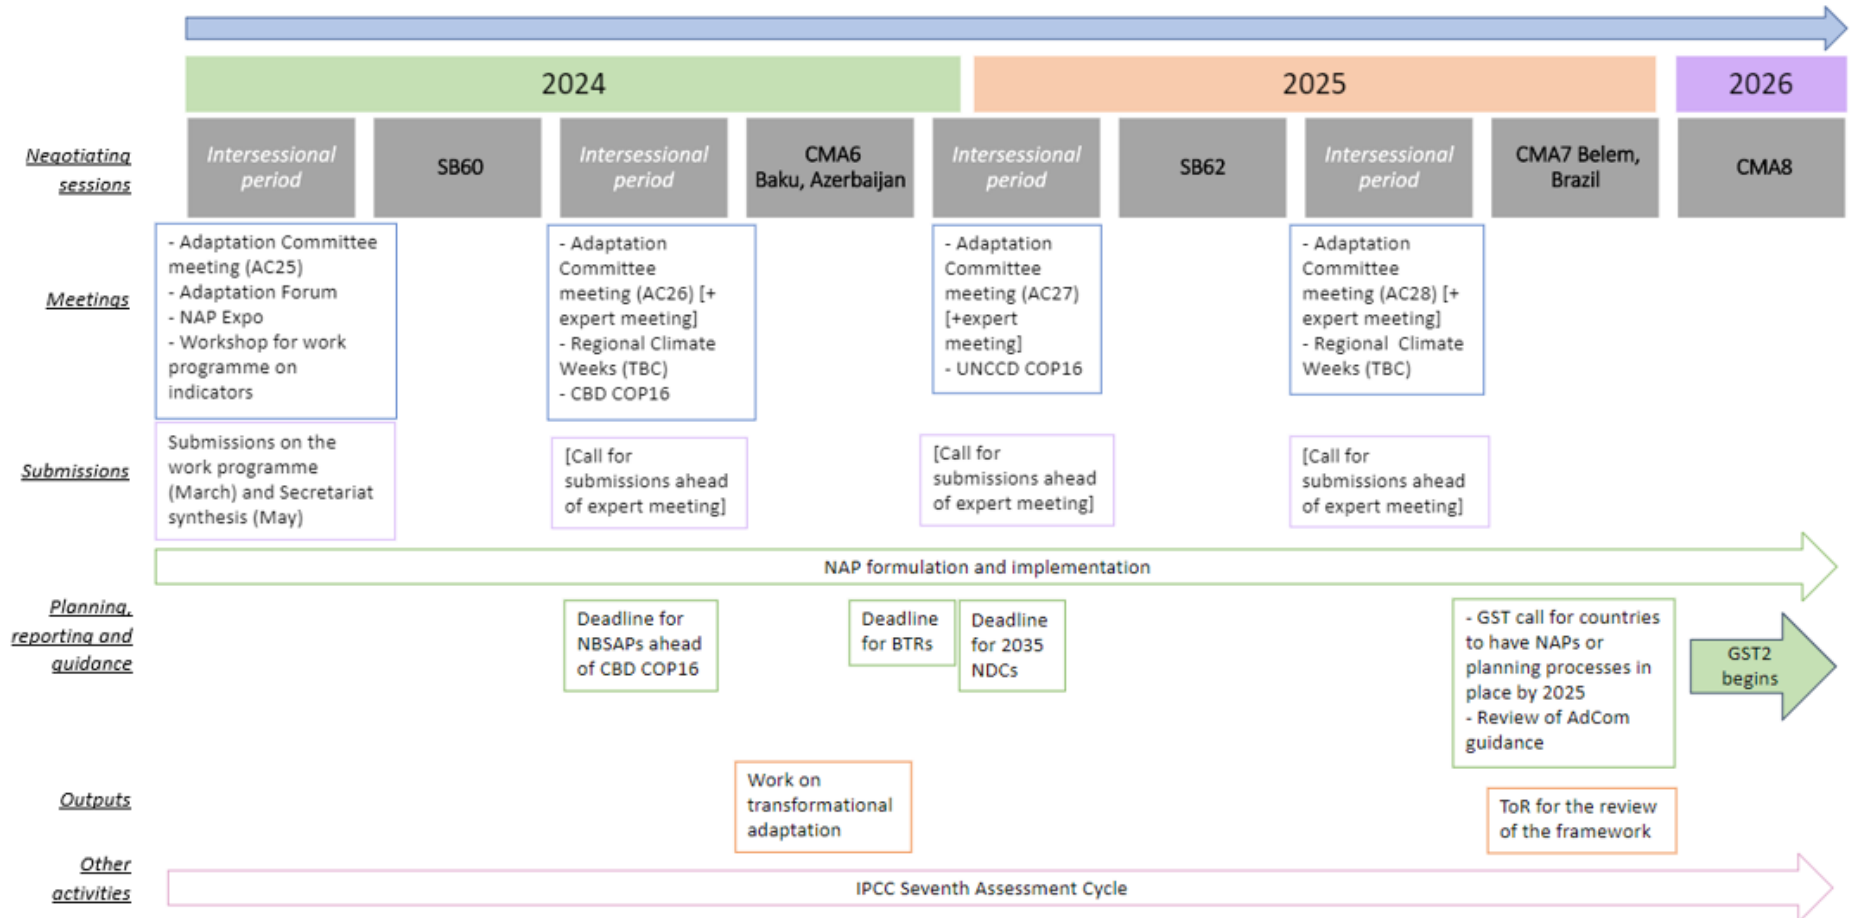 2024
2025
2026
Negotiating
sessions
Intersessional
period
SB60
Intersessional
period
CMA6
Baku, Azerbaijan
Intersessional
period
SB62
Intersessional
period
CMA7 Belem,
Brazil
CMA8
Meetings
- Adaptation Committee
meeting (AC25)
- Adaptation Forum
- NAP Expo
- Workshop for work
programme on
indicators
- Adaptation
Committee
meeting (AC26) [+
expert meeting]
- Regional Climate
Weeks (TBC)
- CBD COP16
- Adaptation
Committee
meeting (AC27)
[+expert
meeting]
- UNCCD COP16
- Adaptation
Committee
meeting (AC28) [+
expert meeting]
- Regional Climate
Weeks (TBC)
Submissions
Submissions on the
work programme
(March) and Secretariat
synthesis (May)
[Call for
submissions ahead
of expert meeting]
[Call for
submissions ahead
of expert meeting]
[Call for
submissions ahead
of expert meeting]
NAP formulation and implementation
Planning,
reporting and
guidance
Deadline for
NBSAPs ahead
of CBD COP16
Deadline
for BTRs
Deadline
for 2035
NDCs
- GST call for countries
to have NAPs or
planning processes in
place by 2025
- Review of AdCom
guidance
GST2
begins
Outputs
Work on
transformational
adaptation
ToR for the review
of the framework
Other
activities
IPCC Seventh Assessment Cycle